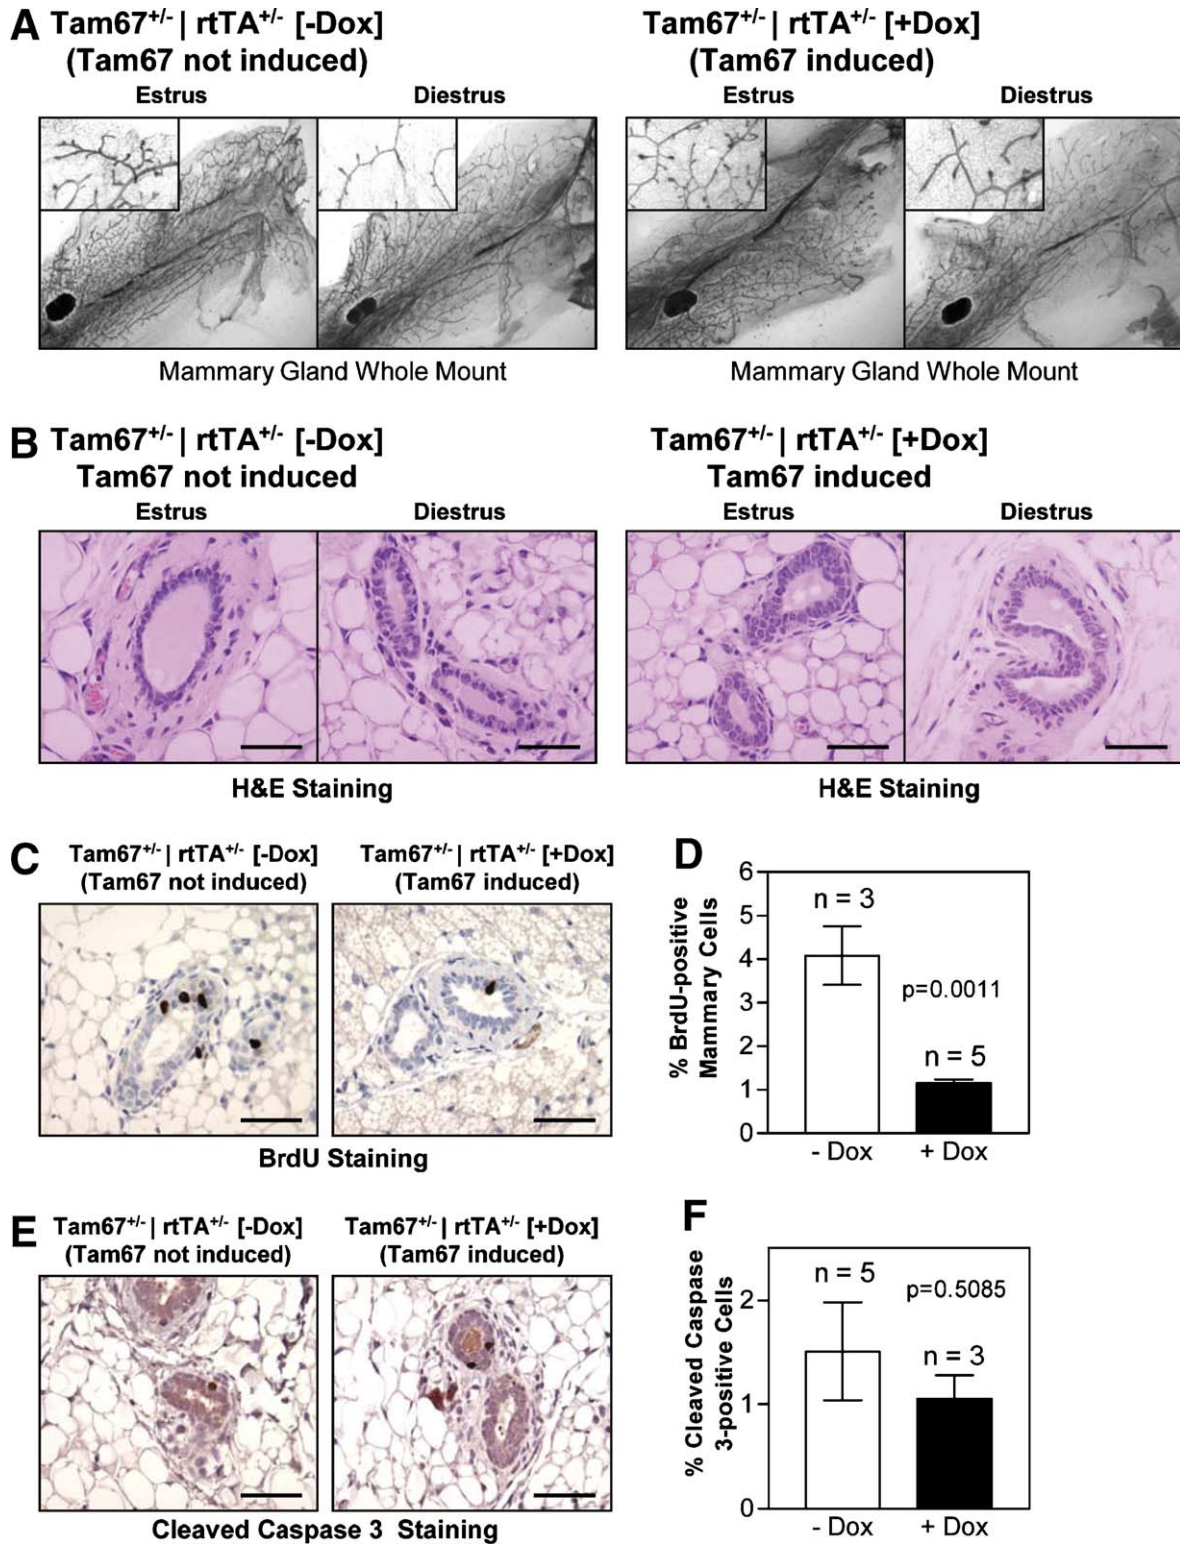 A Tam67+/- | rtTA+/- [-Dox]
(Tam67 not induced)
Estrus Diestrus
Tam67+/- | rtTA+/- [+Dox]
(Tam67 induced)
Estrus Diestrus
Mammary Gland Whole Mount
Mammary Gland Whole Mount
B Tam67+/- | rtTA+/- [-Dox]
Tam67 not induced
Estrus Diestrus
Tam67+/- | rtTA+/- [+Dox]
Tam67 induced
Estrus Diestrus
H&E Staining
H&E Staining
C Tam67+/- | rtTA+/- [-Dox]
(Tam67 not induced)
Tam67+/- | rtTA+/- [+Dox]
(Tam67 induced)
BrdU Staining
D
% BrdU-positive
Mammary Cells
6
5
4
3
2
1
0
n = 3
p=0.0011
n = 5
- Dox + Dox
E Tam67+/- | rtTA+/- [-Dox]
(Tam67 not induced)
Tam67+/- | rtTA+/- [+Dox]
(Tam67 induced)
Cleaved Caspase 3 Staining
F
% Cleaved Caspase
3-positive Cells
2
1
0
n = 5
p=0.5085
n = 3
- Dox + Dox